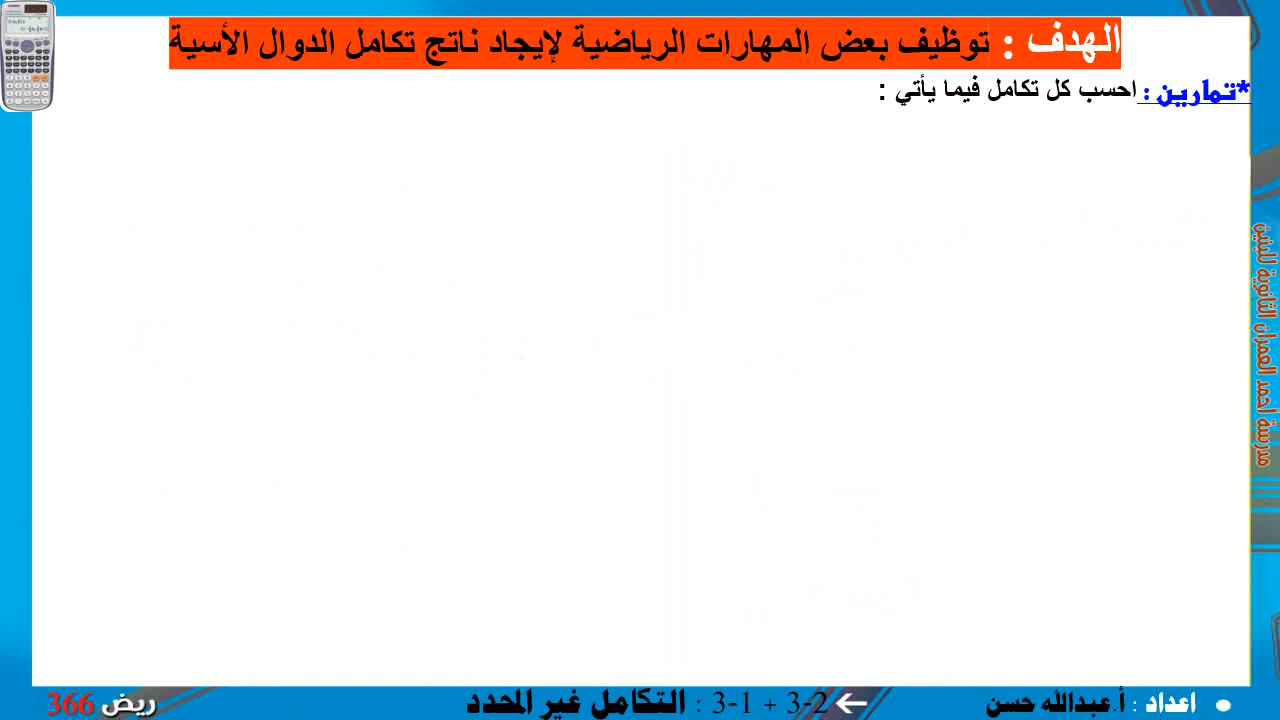 الهدف : توظيف بعض المهارات الرياضية لإيجاد ناتج تكامل الدوال الأسية
*تمارين : احسب كل تكامل فيما يأتي :
مدرسة احمد العمران الثانوية للبنين
• اعداد : أ.عبدالله حسن ← 3-2 + 3-1 : التكامل غير المحدد ريض 366